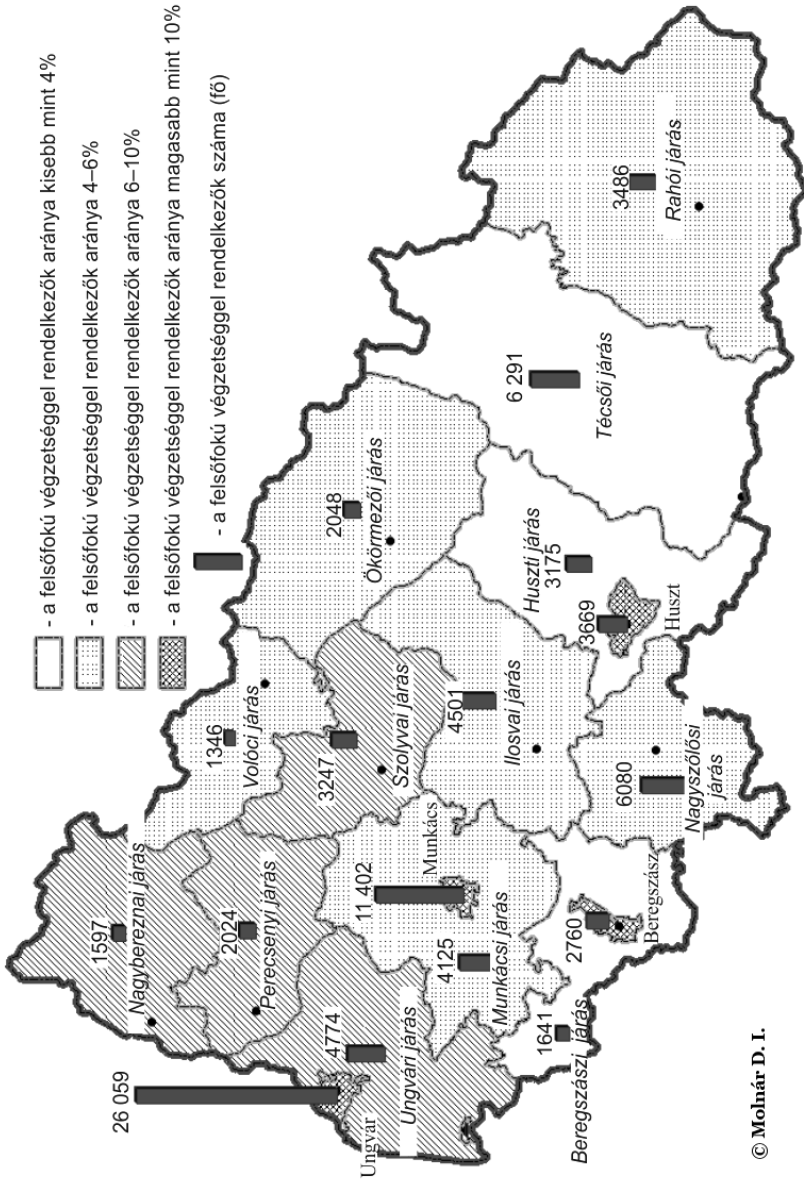 - a felsőfokú végzetséggel rendelkezők aránya kisebb mint 4%
- a felsőfokú végzetséggel rendelkezők aránya 4–6%
- a felsőfokú végzetséggel rendelkezők aránya 6–10%
- a felsőfokú végzetséggel rendelkezők aránya magasabb mint 10%
- a felsőfokú végzetséggel rendelkezők száma (fő)
26 059
Ungvar
4774
Ungvári járás
1597
Nagybereznai járás
2024
Perecsenyi járás
1346
Volóci járás
3247
Szolyvai járás
2048
Ökörmezői járás
11 402
Munkács
4125
Munkácsi járás
4501
Ilosvai járás
1641
Beregszászi járás
2760
Beregszász
6080
Nagyszőlősi
járás
Huszti járás
3175
3669
Huszt
6 291
Técsői járás
3486
Rahói járás
© Molnár D. I.